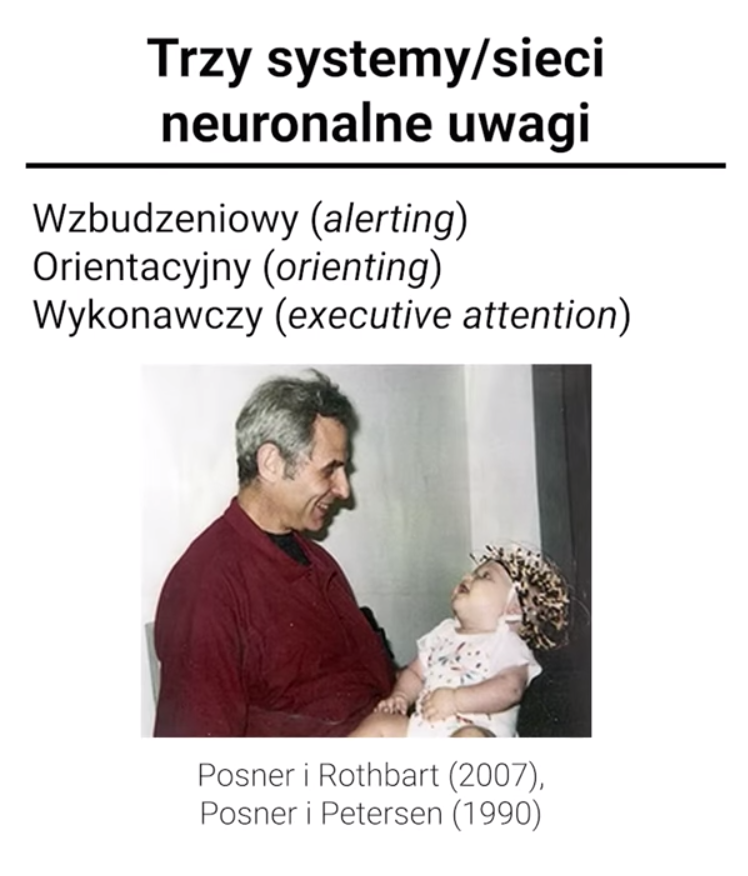 Trzy systemy/sieci
neuronalne uwagi
Wzbudzeniowy (alerting)
Orientacyjny (orienting)
Wykonawczy (executive attention)
Posner i Rothbart (2007),
Posner i Petersen (1990)